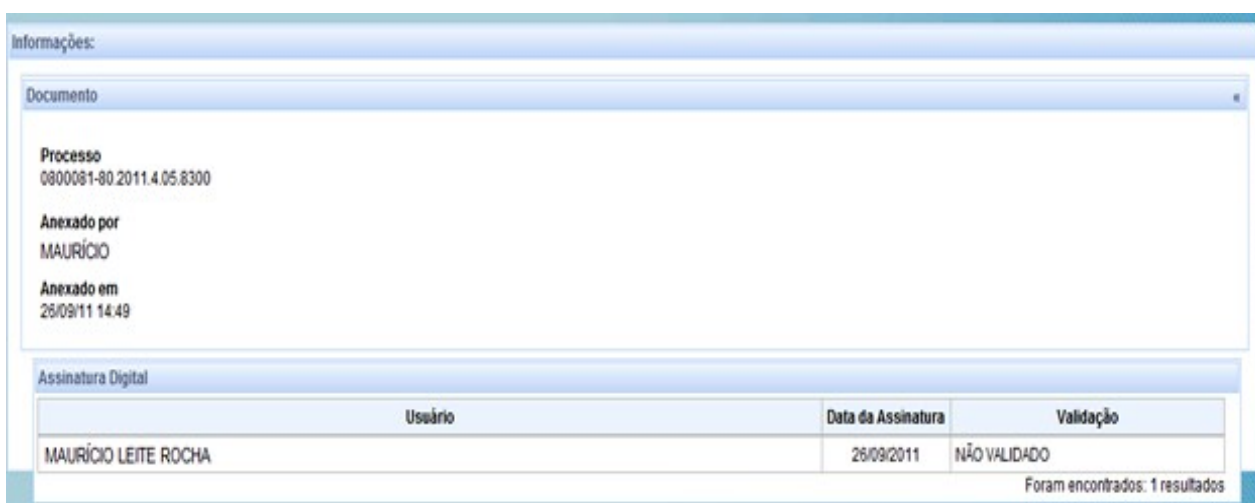 Informações:
Documento «
Processo
0800081-80.2011.4.05.8300
Anexado por
MAURÍCIO
Anexado em
26/09/11 14:49
Assinatura Digital
Usuário Data da Assinatura Validação
MAURÍCIO LEITE ROCHA 26/09/2011 NÃO VALIDADO
Foram encontrados: 1 resultados